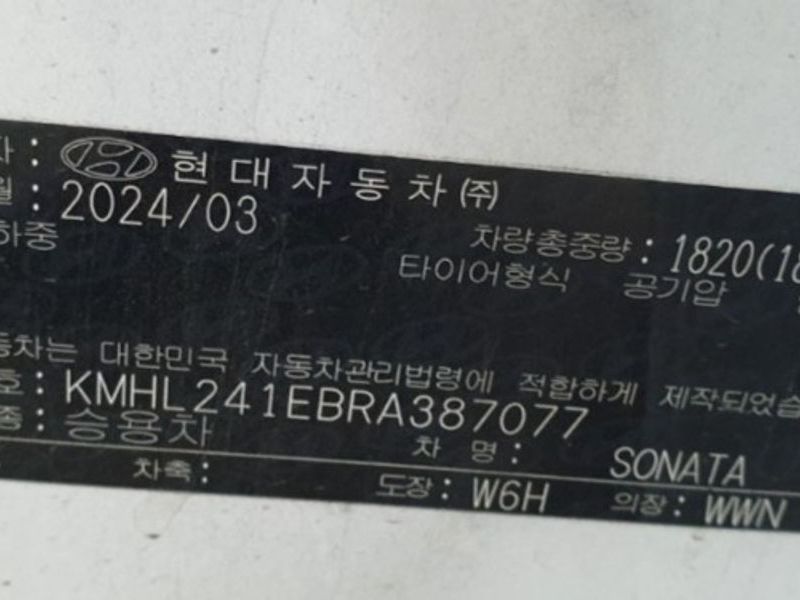 자 : 현대자동차(주)
월 : 2024/03
하중 차량총중량 : 1820(18
타이어형식 공기압
동차는 대한민국 자동차관리법령에 적합하게 제작되었습
호 : KMHL241EBRA387077
종 : 승용차 차 명 : SONATA
차축 : 도장 : W6H 의장 : WWN